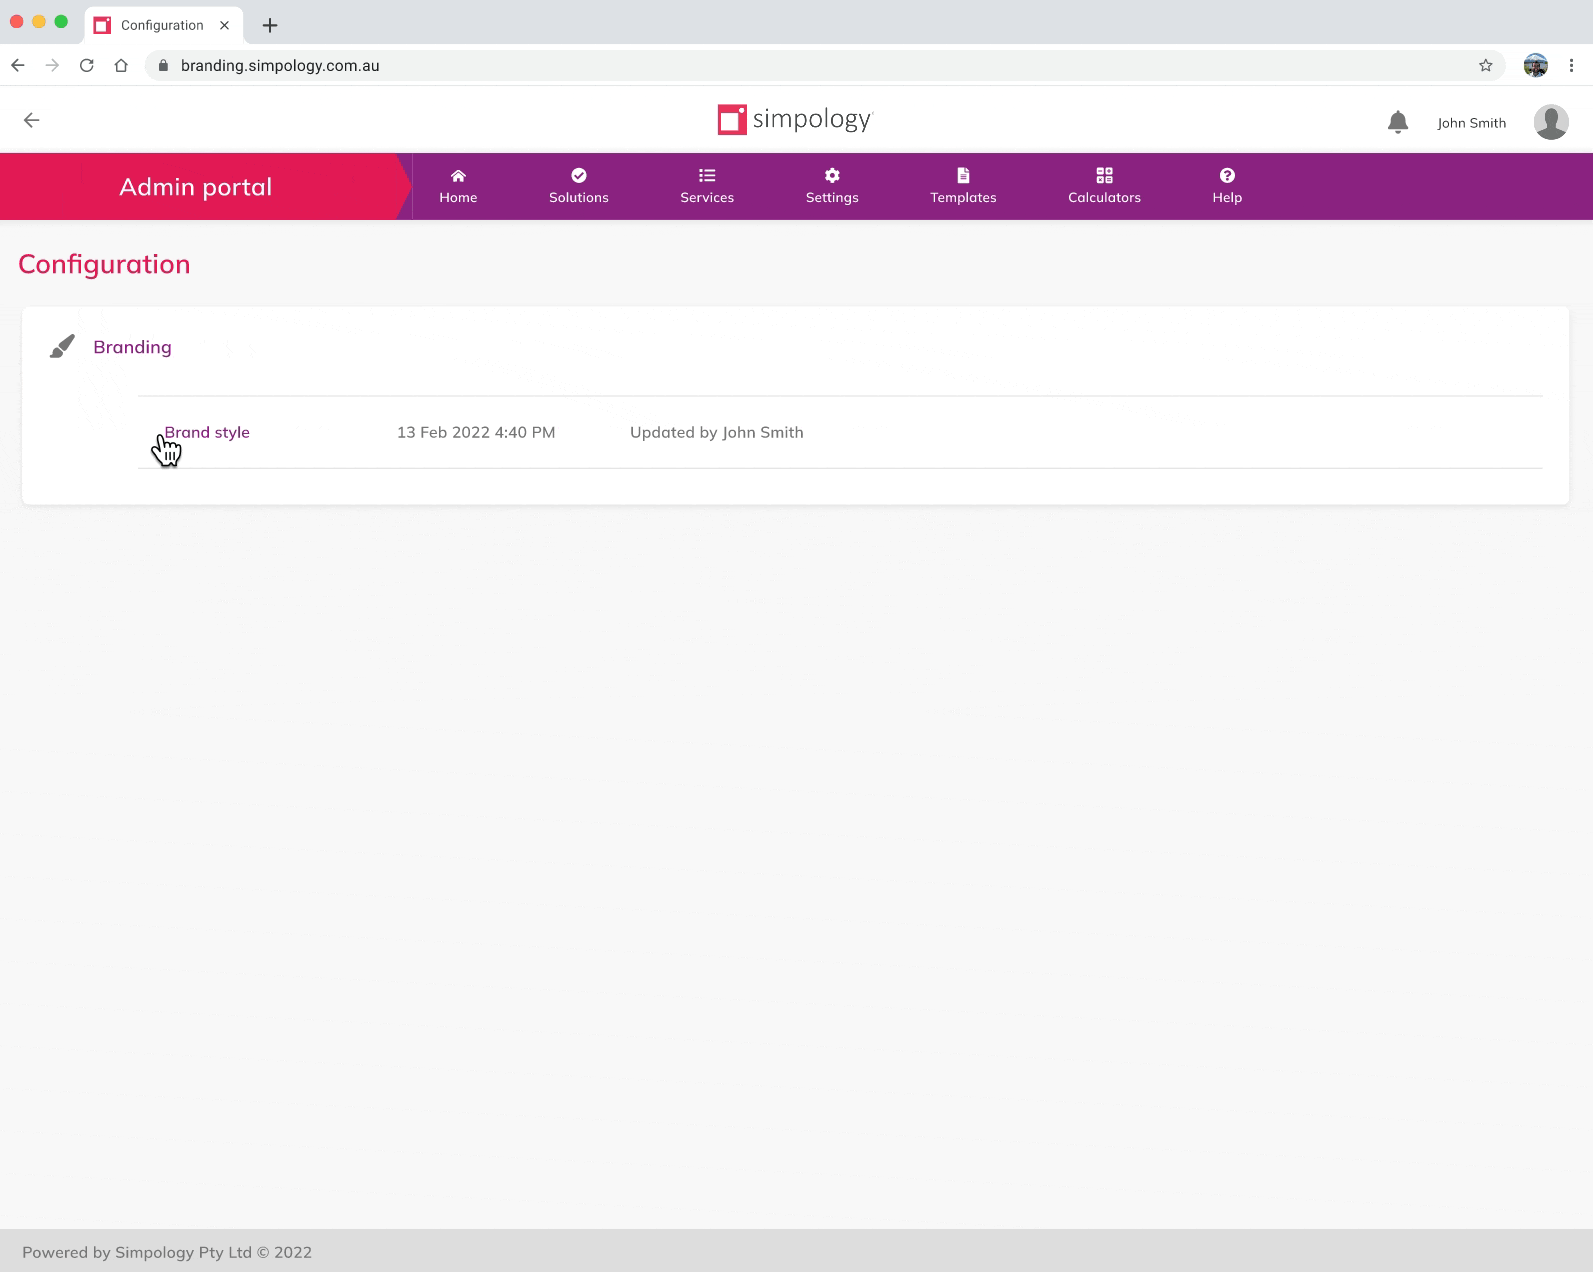 Configuration
branding.simpology.com.au
simpology
John Smith
Admin portal
Home
Solutions
Services
Settings
Templates
Calculators
Help
Configuration
Branding
Brand style
13 Feb 2022 4:40 PM
Updated by John Smith
Powered by Simpology Pty Ltd © 2022